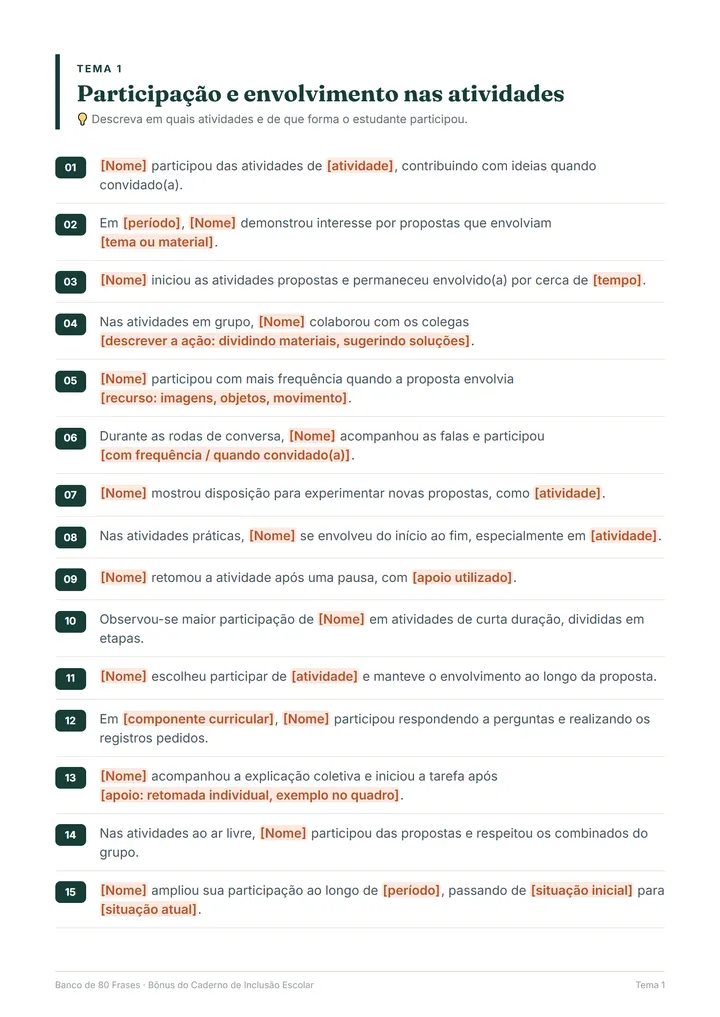 TEMA 1
Participação e envolvimento nas atividades
💡 Descreva em quais atividades e de que forma o estudante participou.
01
[Nome] participou das atividades de [atividade], contribuindo com ideias quando
convidado(a).
02
Em [período], [Nome] demonstrou interesse por propostas que envolviam
[tema ou material].
03
[Nome] iniciou as atividades propostas e permaneceu envolvido(a) por cerca de [tempo].
04
Nas atividades em grupo, [Nome] colaborou com os colegas
[descrever a ação: dividindo materiais, sugerindo soluções].
05
[Nome] participou com mais frequência quando a proposta envolvia
[recurso: imagens, objetos, movimento].
06
Durante as rodas de conversa, [Nome] acompanhou as falas e participou
[com frequência / quando convidado(a)].
07
[Nome] mostrou disposição para experimentar novas propostas, como [atividade].
08
Nas atividades práticas, [Nome] se envolveu do início ao fim, especialmente em [atividade].
09
[Nome] retomou a atividade após uma pausa, com [apoio utilizado].
10
Observou-se maior participação de [Nome] em atividades de curta duração, divididas em
etapas.
11
[Nome] escolheu participar de [atividade] e manteve o envolvimento ao longo da proposta.
12
Em [componente curricular], [Nome] participou respondendo a perguntas e realizando os
registros pedidos.
13
[Nome] acompanhou a explicação coletiva e iniciou a tarefa após
[apoio: retomada individual, exemplo no quadro].
14
Nas atividades ao ar livre, [Nome] participou das propostas e respeitou os combinados do
grupo.
15
[Nome] ampliou sua participação ao longo de [período], passando de [situação inicial] para
[situação atual].
Banco de 80 Frases · Bônus do Caderno de Inclusão Escolar
Tema 1